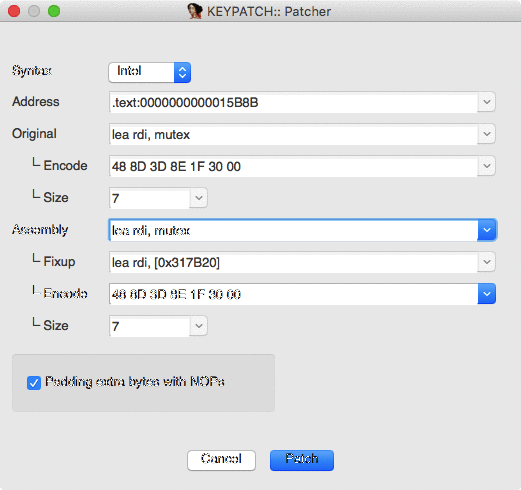 KEYPATCH:: Patcher
Syntax Intel
Address .text:0000000000015B8B
Original lea rdi, mutex
Encode 48 8D 3D 8E 1F 30 00
Size 7
Assembly lea rdi, mutex
Fixup lea rdi, [0x317B20]
Encode 48 8D 3D 8E 1F 30 00
Size 7
Padding extra bytes with NOPs
Cancel Patch